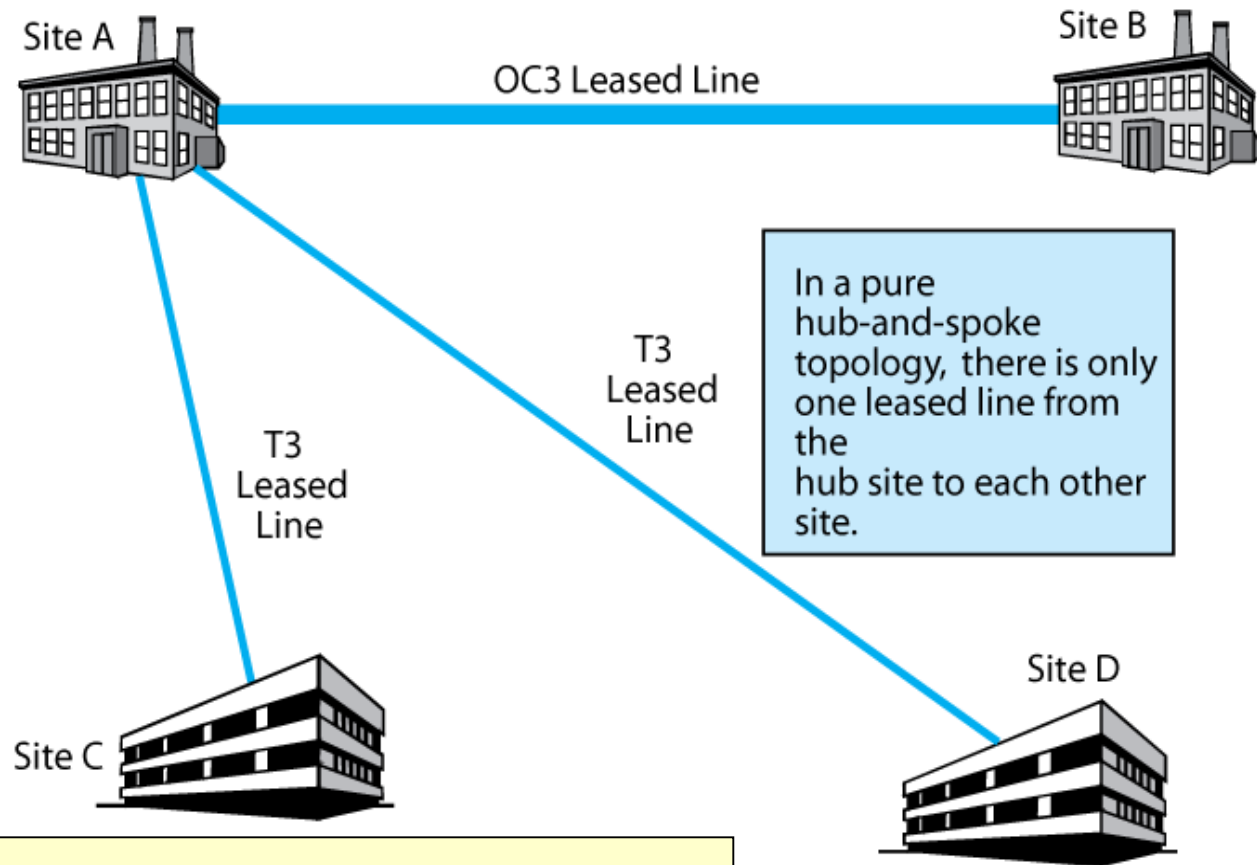 Site A
Site B
OC3 Leased Line
In a pure
hub-and-spoke
topology, there is only
one leased line from
the
hub site to each other
site.
T3
Leased
Line
T3
Leased
Line
Site D
Site C